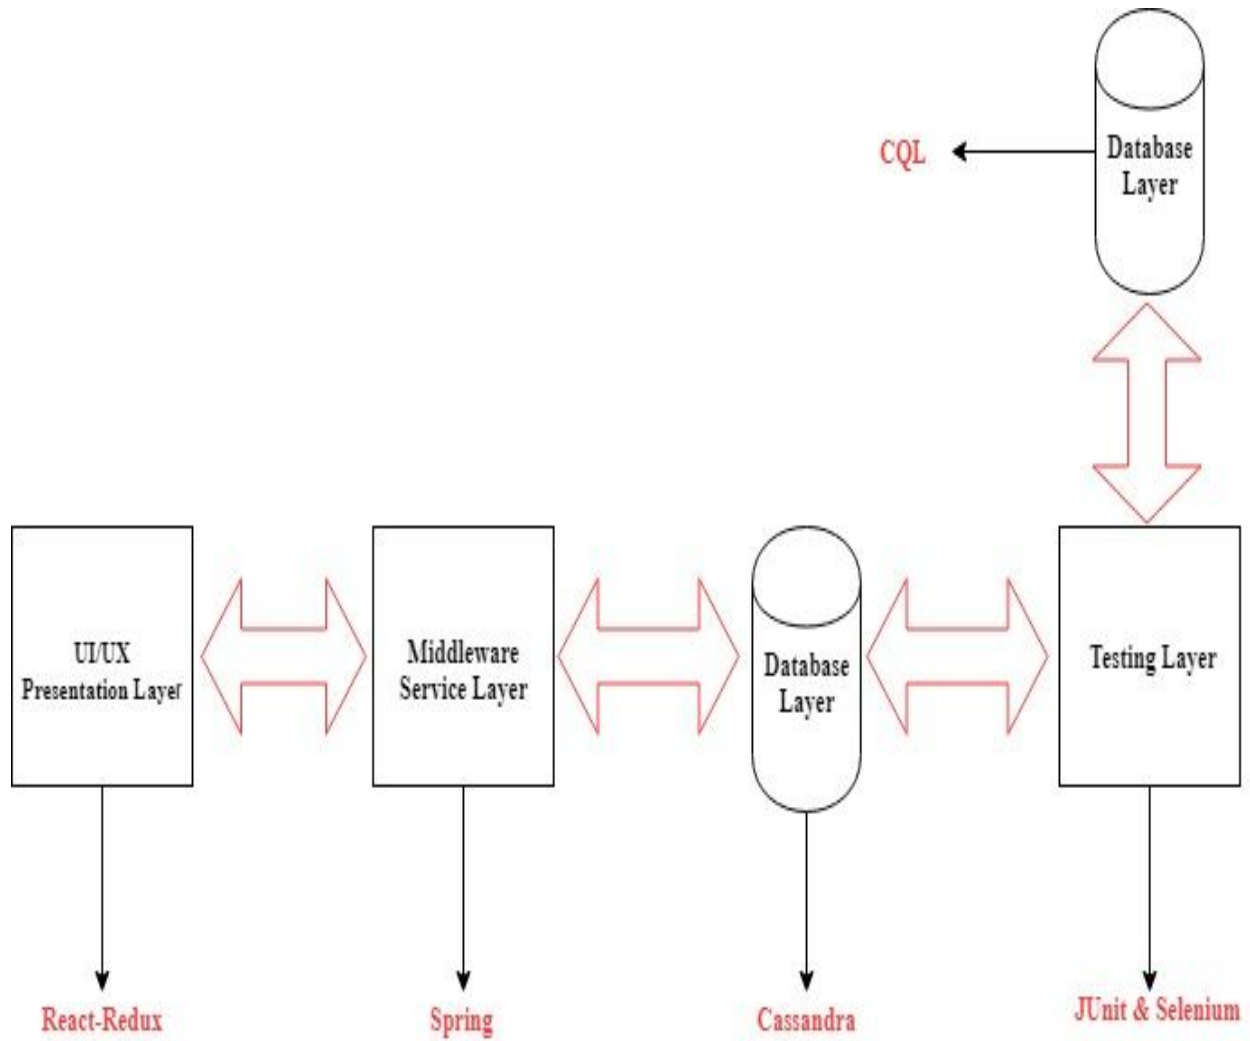 CQL
Database
Layer
UI/UX
Presentation Layer
Middleware
Service Layer
Database
Layer
Testing Layer
React-Redux
Spring
Cassandra
JUnit & Selenium